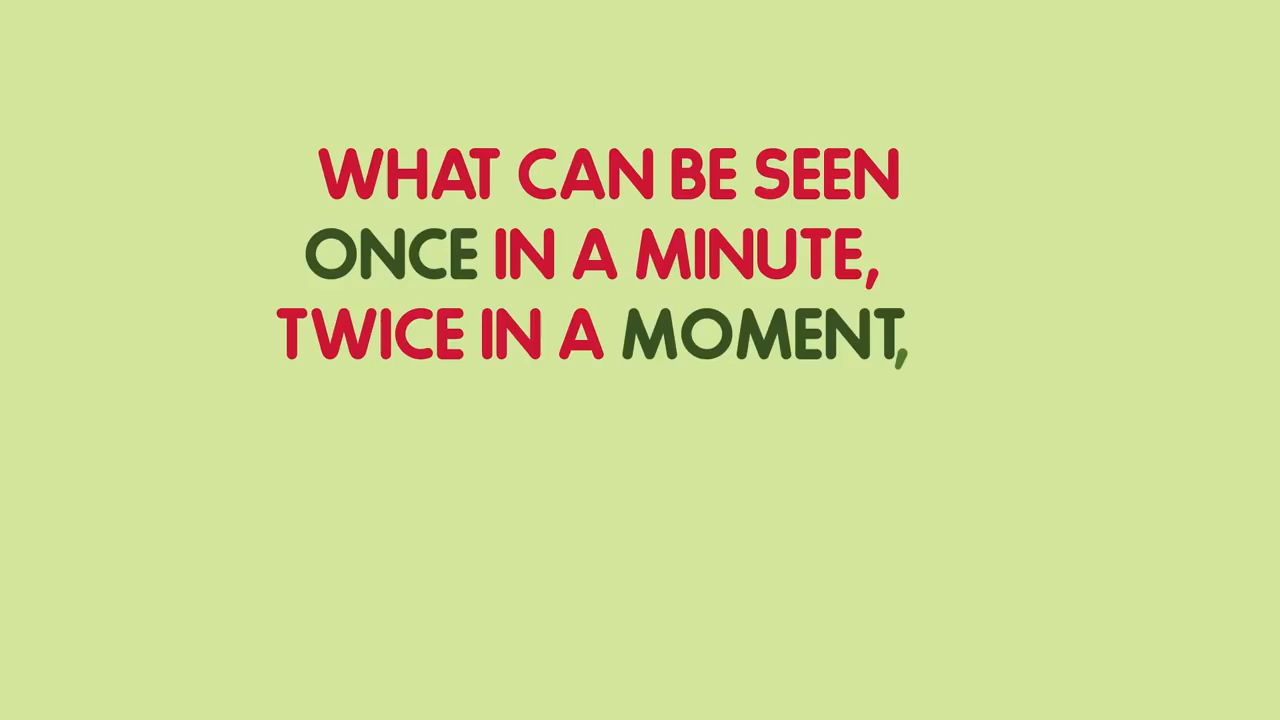 WHAT CAN BE SEEN
ONCE IN A MINUTE,
TWICE IN A MOMENT,